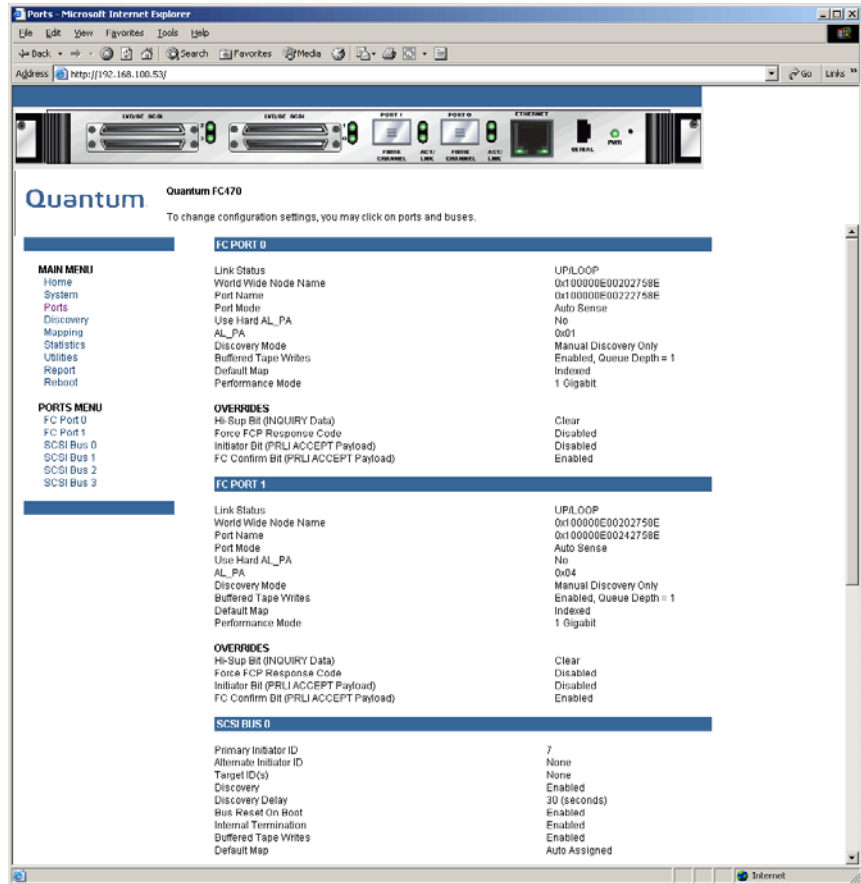 Ports - Microsoft Internet Explorer
File Edit View Favorites Tools Help
Back Search Favorites Media
Address http://192.168.100.53/ Go Links »
LVD/SE SCSI LVD/SE SCSI PORT 1 PORT 0 ETHERNET
SERIAL PWR
FIBRE CHANNEL ACT/ LNK FIBRE CHANNEL ACT/ LNK
Quantum
Quantum FC470
To change configuration settings, you may click on ports and buses.
MAIN MENU
Home
System
Ports
Discovery
Mapping
Statistics
Utilities
Report
Reboot
PORTS MENU
FC Port 0
FC Port 1
SCSI Bus 0
SCSI Bus 1
SCSI Bus 2
SCSI Bus 3
FC PORT 0
Link Status UP/LOOP
World Wide Node Name 0x100000E00202758E
Port Name 0x100000E00222758E
Port Mode Auto Sense
Use Hard AL_PA No
AL_PA 0x01
Discovery Mode Manual Discovery Only
Buffered Tape Writes Enabled, Queue Depth = 1
Default Map Indexed
Performance Mode 1 Gigabit
OVERRIDES
Hi-Sup Bit (INQUIRY Data) Clear
Force FCP Response Code Disabled
Initiator Bit (PRLI ACCEPT Payload) Disabled
FC Confirm Bit (PRLI ACCEPT Payload) Enabled
FC PORT 1
Link Status UP/LOOP
World Wide Node Name 0x100000E00202758E
Port Name 0x100000E00242758E
Port Mode Auto Sense
Use Hard AL_PA No
AL_PA 0x04
Discovery Mode Manual Discovery Only
Buffered Tape Writes Enabled, Queue Depth = 1
Default Map Indexed
Performance Mode 1 Gigabit
OVERRIDES
Hi-Sup Bit (INQUIRY Data) Clear
Force FCP Response Code Disabled
Initiator Bit (PRLI ACCEPT Payload) Disabled
FC Confirm Bit (PRLI ACCEPT Payload) Enabled
SCSI BUS 0
Primary Initiator ID 7
Alternate Initiator ID None
Target ID(s) None
Discovery Enabled
Discovery Delay 30 (seconds)
Bus Reset On Boot Enabled
Internal Termination Enabled
Buffered Tape Writes Enabled
Default Map Auto Assigned
Internet